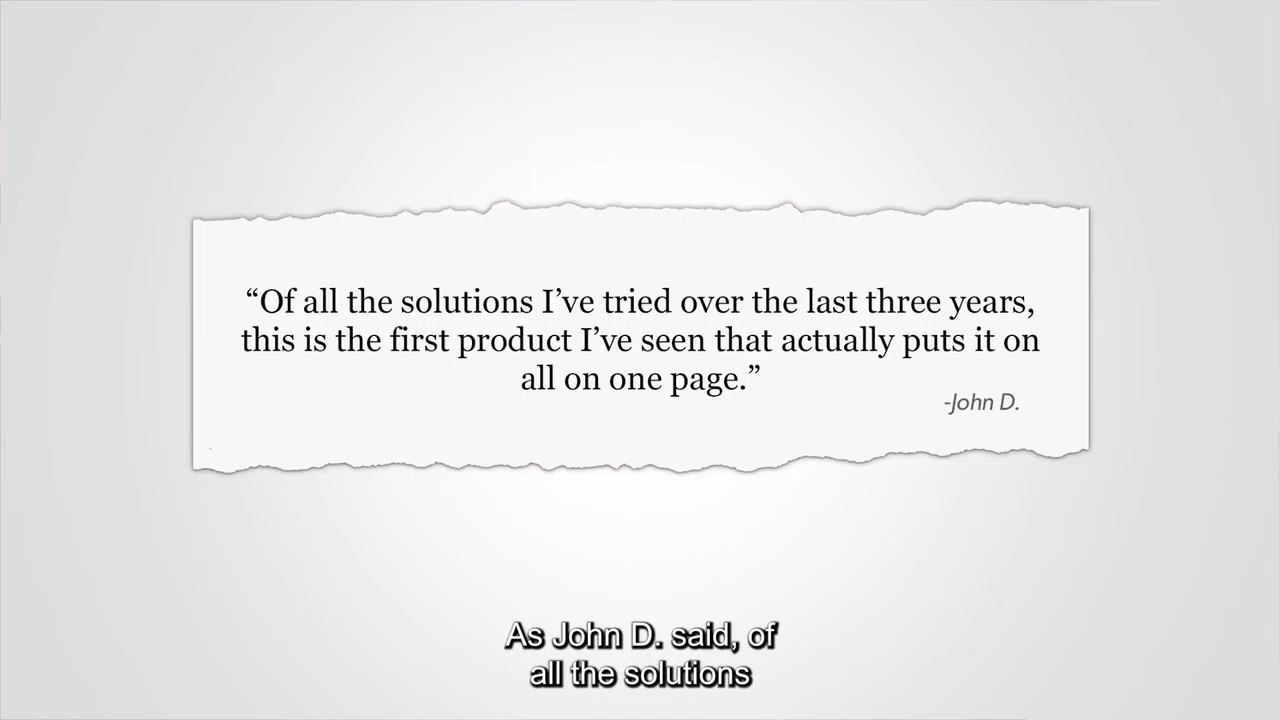 “Of all the solutions I’ve tried over the last three years,
this is the first product I’ve seen that actually puts it on
all on one page.”
-John D.
As John D. said, of
all the solutions